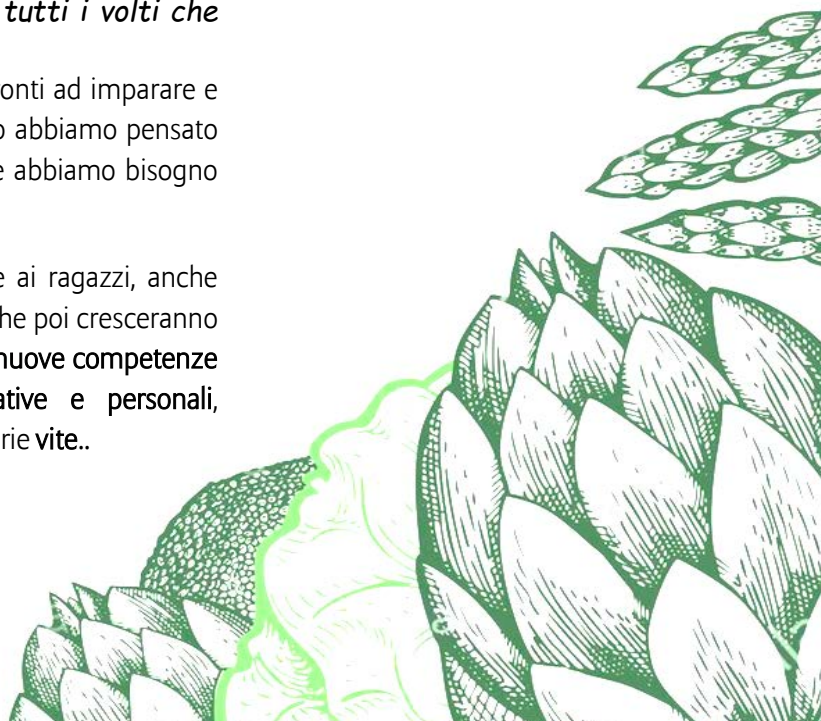 tutti i volti che
onti ad imparare e
o abbiamo pensato
e abbiamo bisogno
e ai ragazzi, anche
he poi cresceranno
nuove competenze
ative e personali,
rie vite..